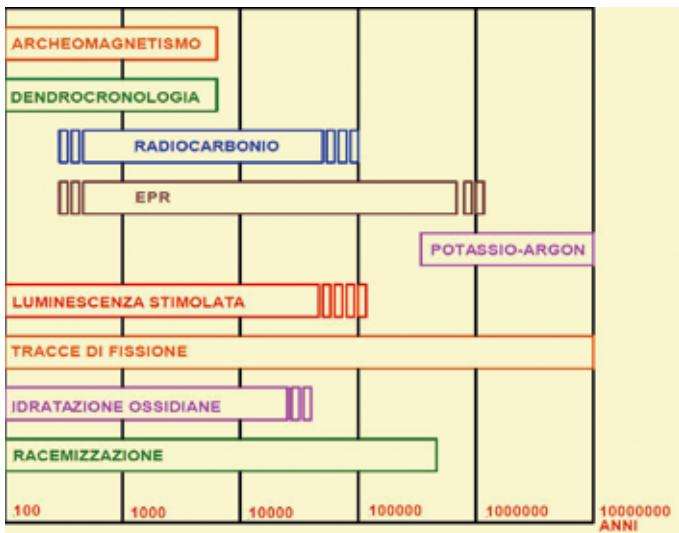 ARCHEOMAGNETISMO
DENDROCRONOLOGIA
RADIOCARBONIO
EPR
POTASSIO-ARGON
LUMINESCENZA STIMOLATA
TRACCE DI FISSIONE
IDRATAZIONE OSSIDIANE
RACEMIZZAZIONE
100 1000 10000 100000 1000000 10000000
ANNI